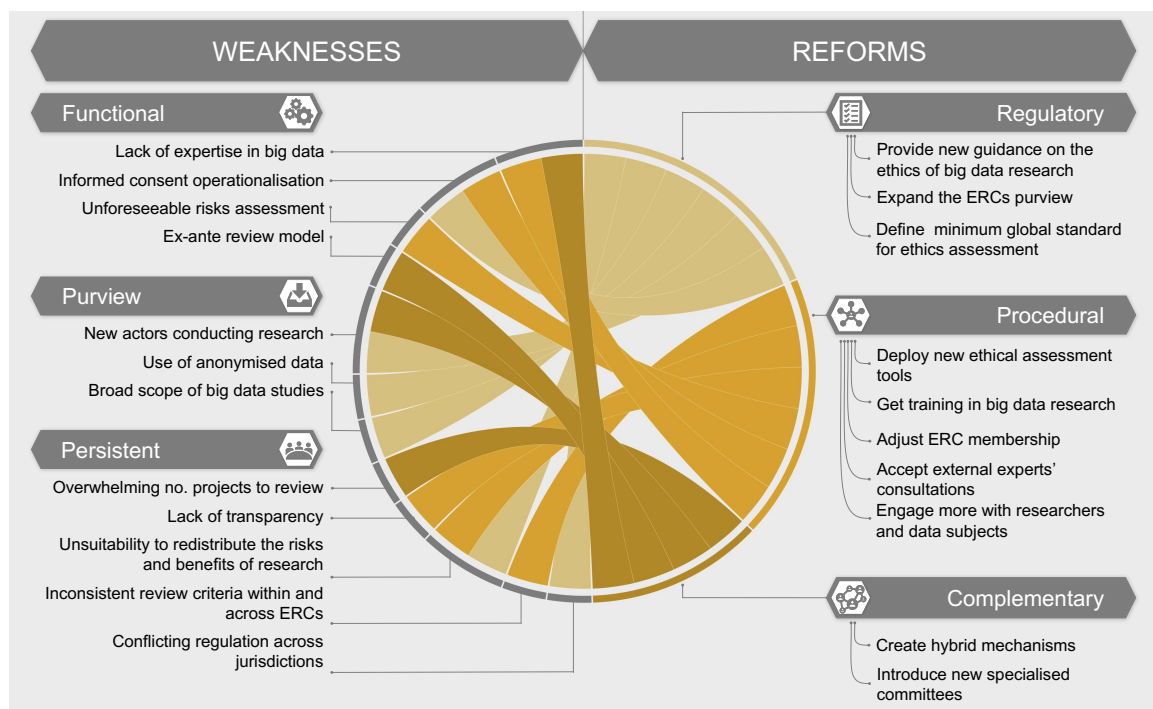 WEAKNESSES
REFORMS
Functional
Lack of expertise in big data
Informed consent operationalisation
Unforeseeable risks assessment
Ex-ante review model
Purview
New actors conducting research
Use of anonymised data
Broad scope of big data studies
Persistent
Overwhelming no. projects to review
Lack of transparency
Unsuitability to redistribute the risks
and benefits of research
Inconsistent review criteria within and
across ERCs
Conflicting regulation across
jurisdictions
Regulatory
Provide new guidance on the
ethics of big data research
Expand the ERCs purview
Define minimum global standard
for ethics assessment
Procedural
Deploy new ethical assessment
tools
Get training in big data research
Adjust ERC membership
Accept external experts'
consultations
Engage more with researchers
and data subjects
Complementary
Create hybrid mechanisms
Introduce new specialised
committees